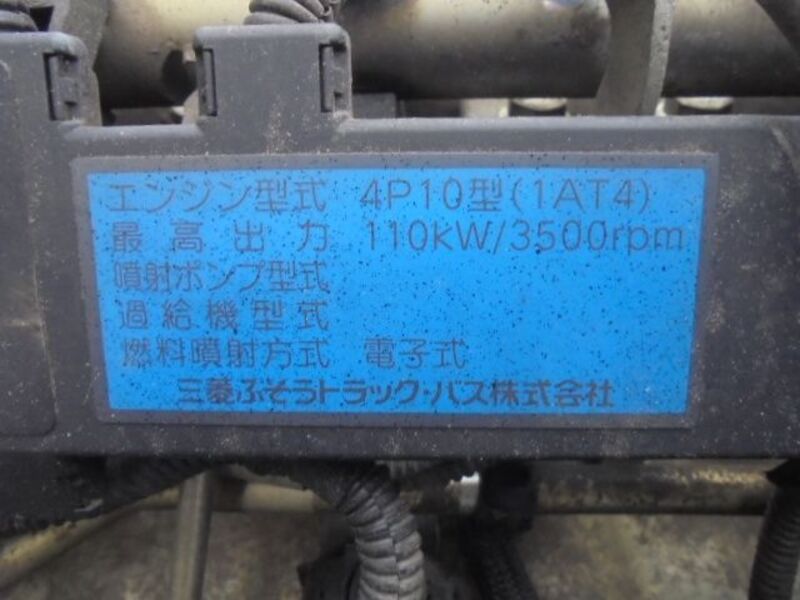 エンジン型式 4P10型(1AT4)
最高出力 110kW/3500rpm
噴射ポンプ型式
過給機型式
燃料噴射方式 電子式
三菱ふそうトラック・バス株式会社